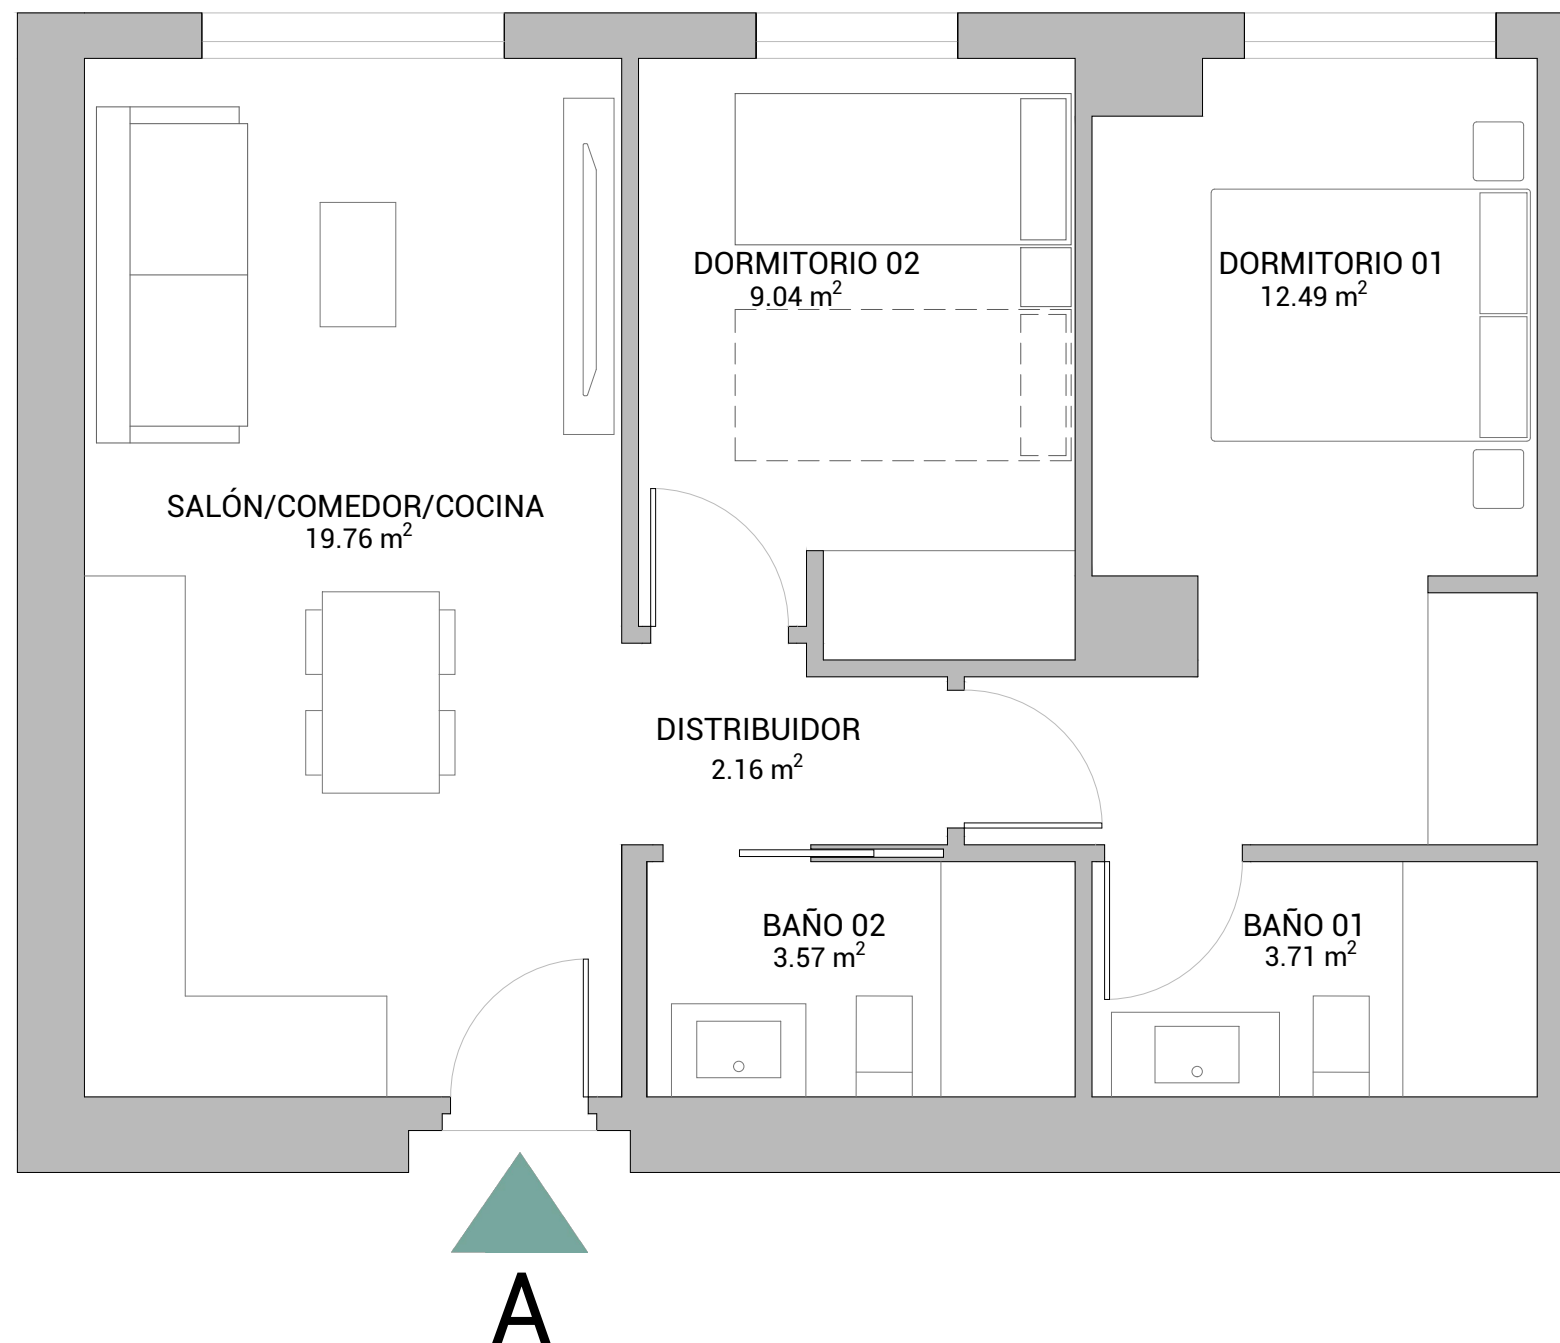 DORMITORIO 02
9.04 m²
DORMITORIO 01
12.49 m²
SALÓN/COMEDOR/COCINA
19.76 m²
DISTRIBUIDOR
2.16 m²
BAÑO 02
3.57 m²
BAÑO 01
3.71 m²
A